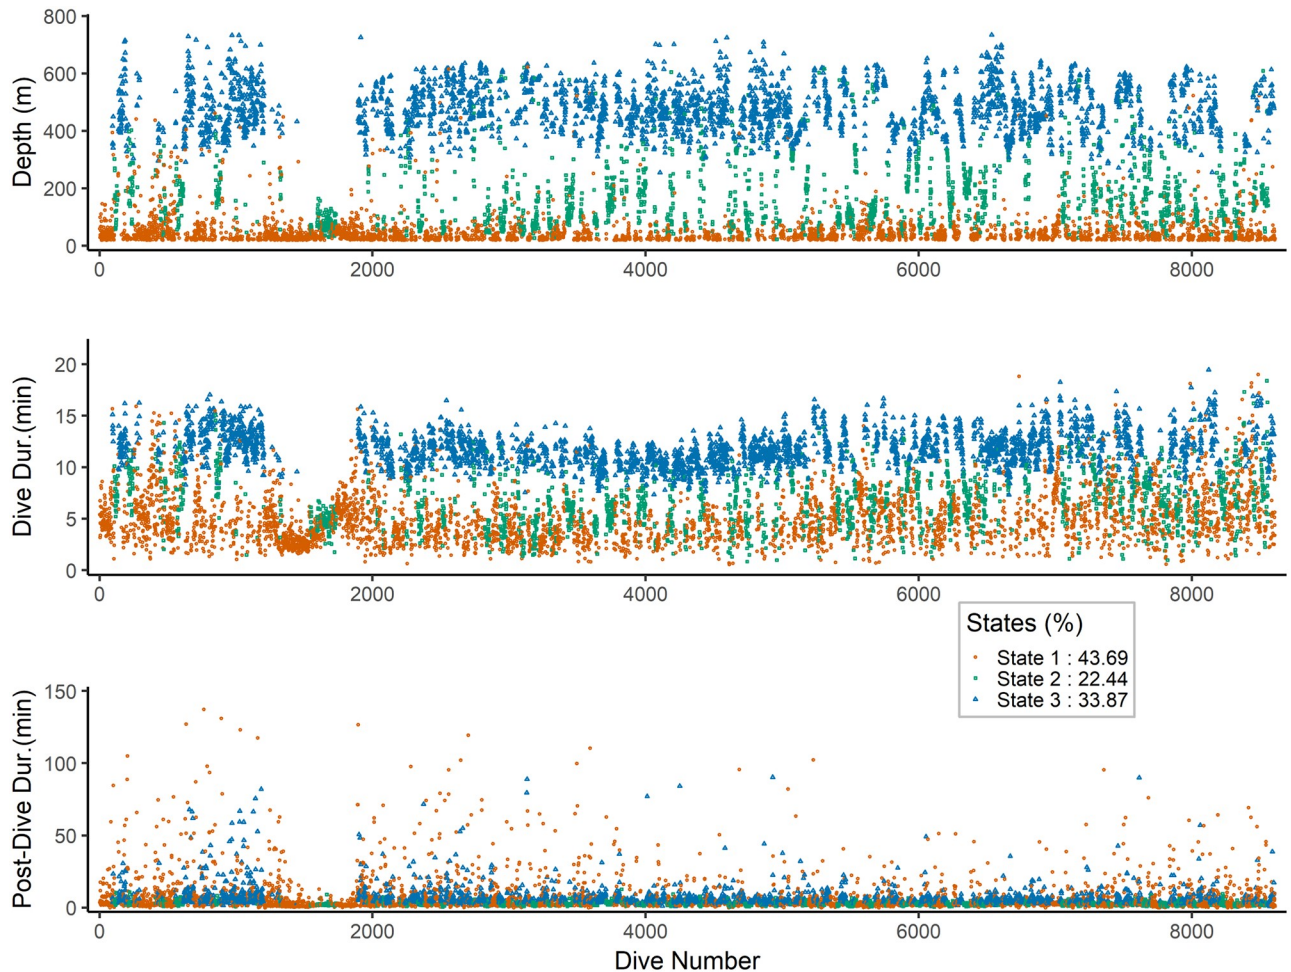 800
600
400
200
0
Depth (m)
0 2000 4000 6000 8000
20
15
10
5
0
Dive Dur.(min)
0 2000 4000 6000 8000
States (%)
State 1 : 43.69
State 2 : 22.44
State 3 : 33.87
150
100
50
0
Post-Dive Dur.(min)
0 2000 4000 6000 8000
Dive Number